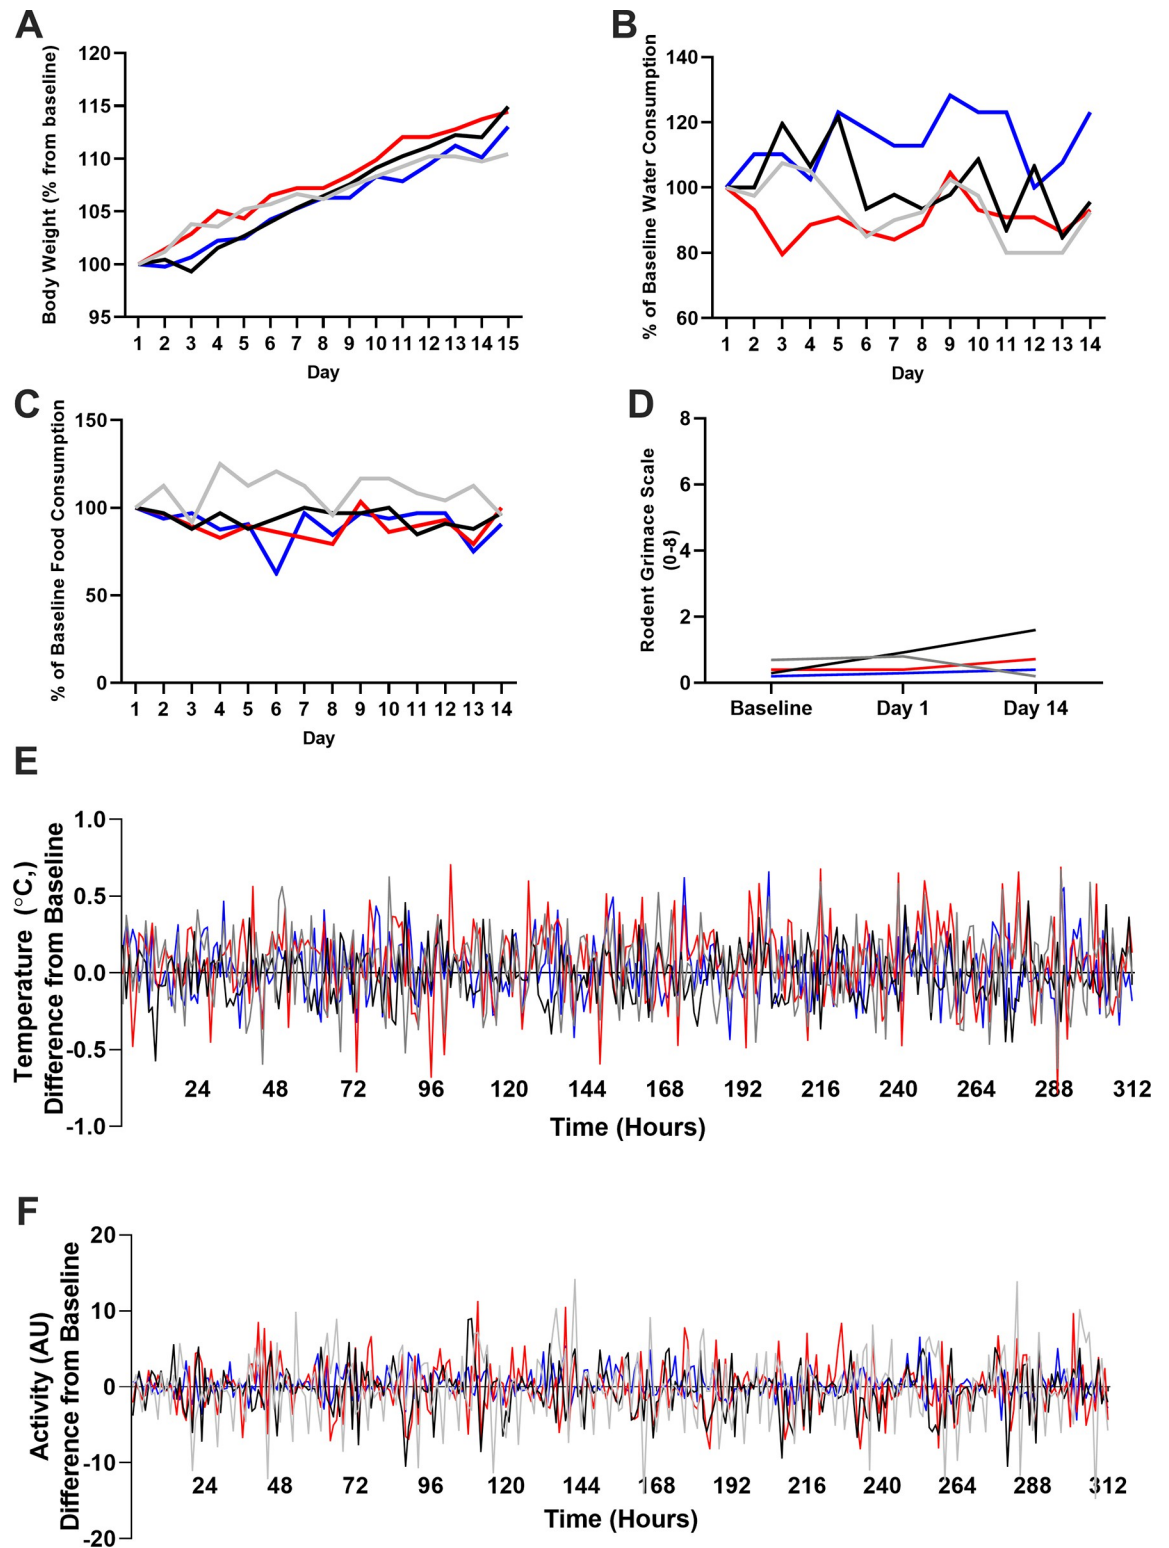 A
Body Weight (% from baseline)
120
115
110
105
100
95
1 2 3 4 5 6 7 8 9 10 11 12 13 14 15
Day
B
% of Baseline Water Consumption
140
120
100
80
60
1 2 3 4 5 6 7 8 9 10 11 12 13 14
Day
C
% of Baseline Food Consumption
150
100
50
0
1 2 3 4 5 6 7 8 9 10 11 12 13 14
Day
D
Rodent Grimace Scale
(0-8)
8
6
4
2
0
Baseline Day 1 Day 14
E
Temperature (°C,)
Difference from Baseline
1.0
0.5
0.0
-0.5
-1.0
24 48 72 96 120 144 168 192 216 240 264 288 312
Time (Hours)
F
Activity (AU)
Difference from Baseline
20
10
0
-10
-20
24 48 72 96 120 144 168 192 216 240 264 288 312
Time (Hours)